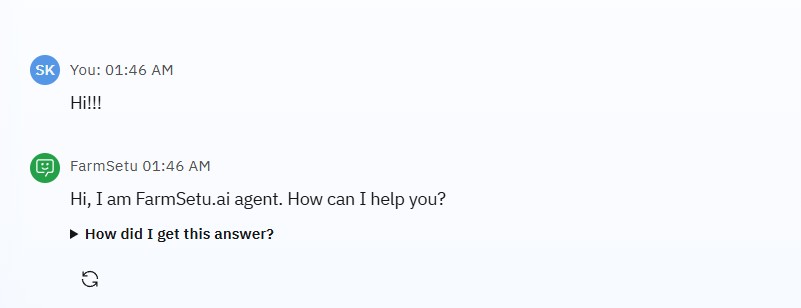 SK You: 01:46 AM
Hi!!!
FarmSetu 01:46 AM
Hi, I am FarmSetu.ai agent. How can I help you?
How did I get this answer?